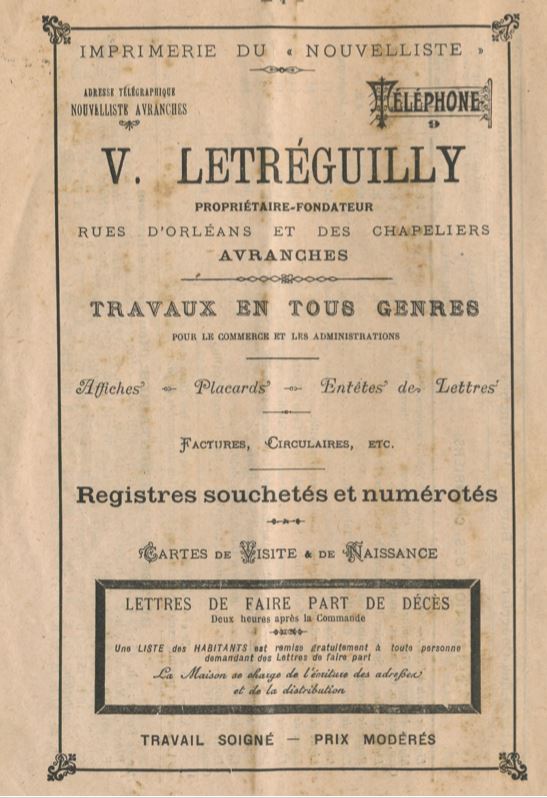 IMPRIMERIE DU « NOUVELLISTE »
ADRESSE TÉLÉGRAPHIQUE
NOUVELLISTE AVRANCHES
TÉLÉPHONE
9
V. LETRÉGUILLY
PROPRIÉTAIRE-FONDATEUR
RUES D'ORLÉANS ET DES CHAPELIERS
AVRANCHES
TRAVAUX EN TOUS GENRES
POUR LE COMMERCE ET LES ADMINISTRATIONS
Affiches — Placards — Entêtes de Lettres
FACTURES, CIRCULAIRES, ETC.
Registres souchetés et numérotés
CARTES DE VISITE & DE NAISSANCE
LETTRES DE FAIRE PART DE DÉCÈS
Deux heures après la Commande
Une LISTE des HABITANTS est remise gratuitement à toute personne
demandant des Lettres de faire part
La Maison se charge de l'écriture des adresses
et de la distribution
TRAVAIL SOIGNÉ — PRIX MODÉRÉS